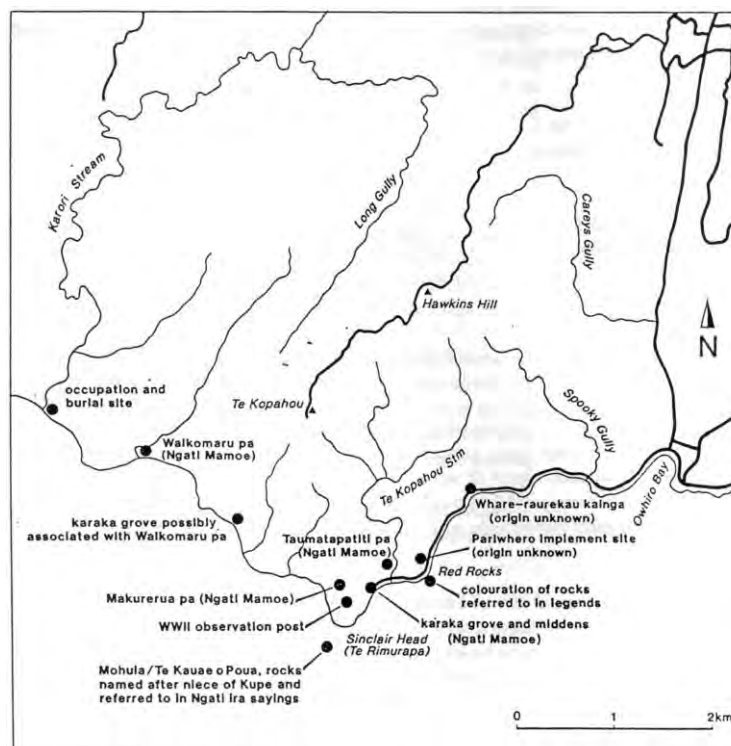 Karori Stream
Long Gully
Careys Gully
Hawkins Hill
N
occupation and
burial site
Te Kopahou
Spooky Gully
Waikomaru pa
(Ngati Mamoe)
Te Kopahou Stm
Owhiro Bay
Whare-raurekau kainga
(origin unknown)
karaka grove possibly
associated with Waikomaru pa
Taumatapatiti pa
(Ngati Mamoe)
Pariwhero implement site
(origin unknown)
Red Rocks
colouration of rocks
referred to in legends
Makurerua pa (Ngati Mamoe)
WWII observation post
karaka grove and middens
(Ngati Mamoe)
Sinclair Head
(Te Rimurapa)
Mohuia/Te Kauae o Poua, rocks
named after niece of Kupe and
referred to in Ngati Ira sayings
0 1 2km